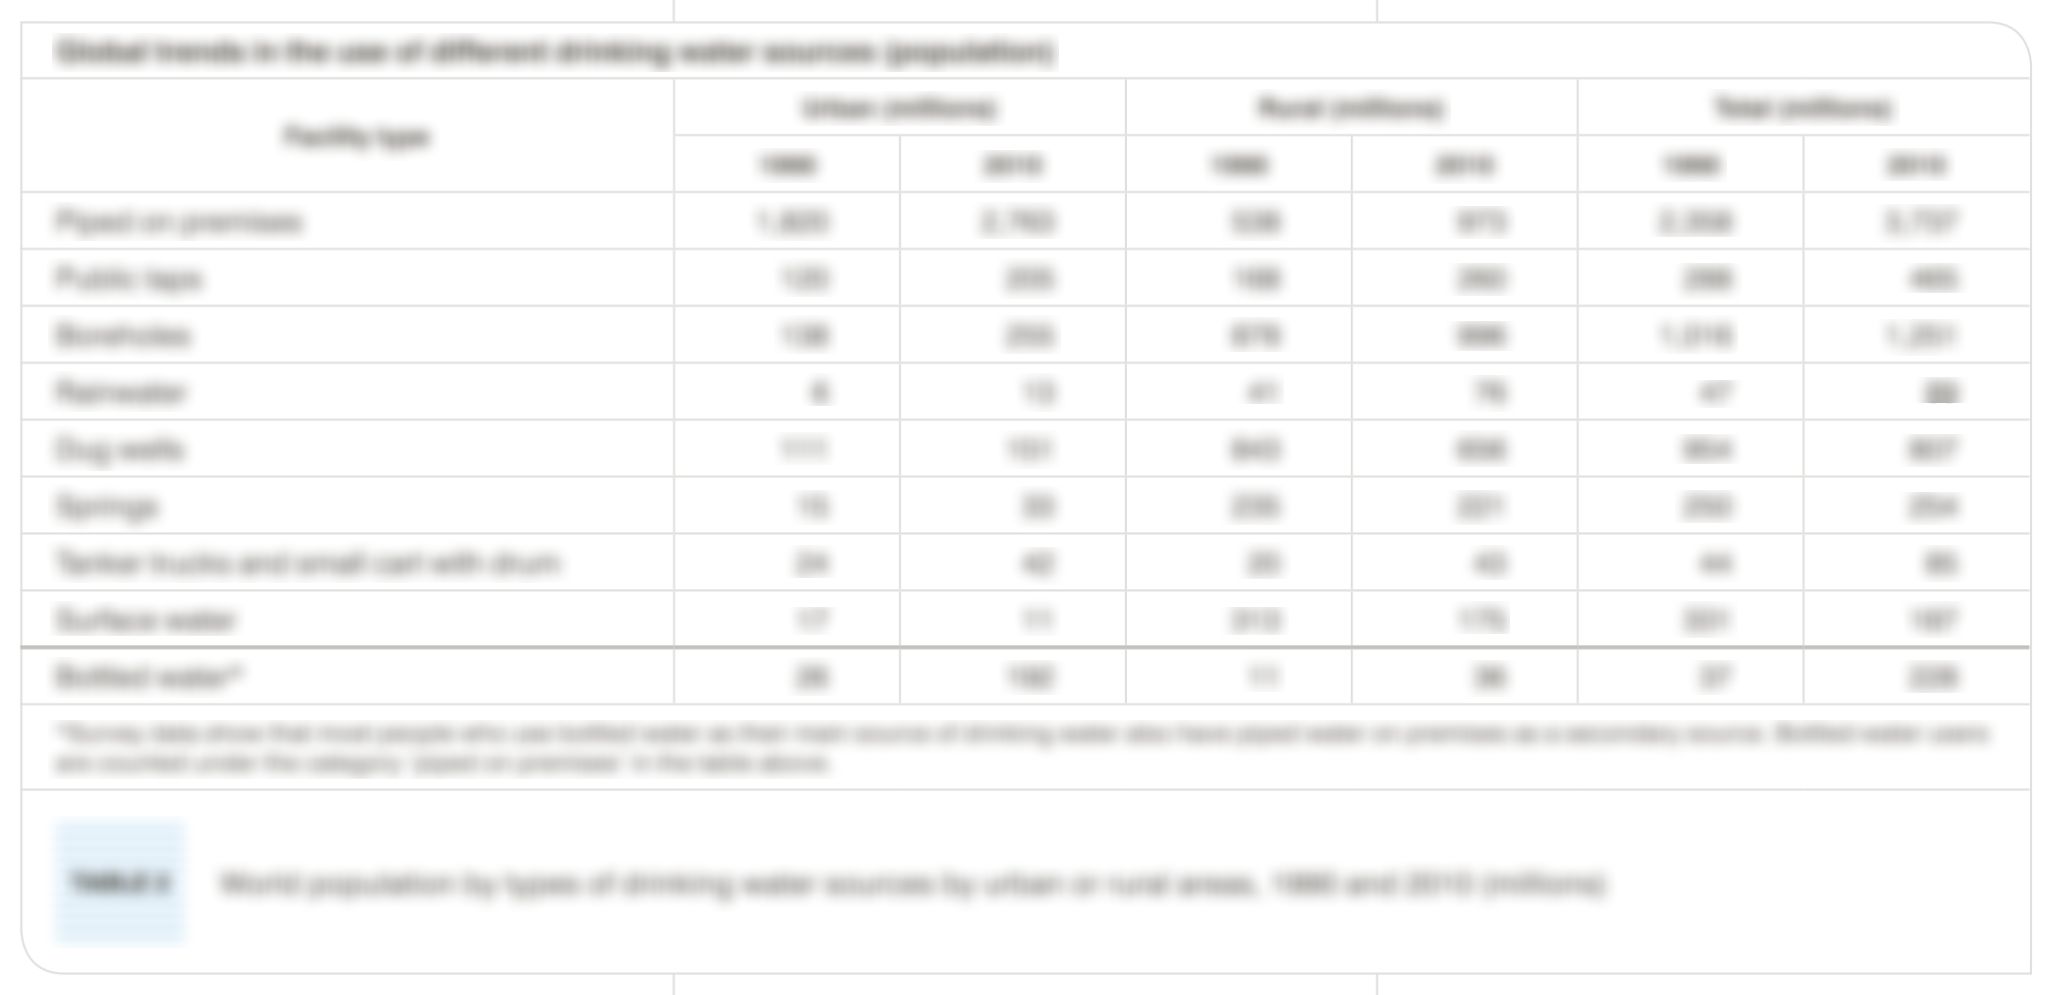 Global trends in the use of different drinking water sources (population)
Facility type Urban (millions) Rural (millions) Total (millions)
1990 2010 1990 2010 1990 2010
Piped on premises 1,820 2,763 538 973 2,358 3,737
Public taps 120 205 168 260 288 465
Boreholes 138 255 878 996 1,016 1,251
Rainwater 6 13 41 76 47 89
Dug wells 111 151 843 656 954 807
Springs 15 33 235 221 250 254
Tanker trucks and small cart with drum 24 42 20 43 44 85
Surface water 17 11 313 175 331 187
Bottled water* 26 192 11 36 37 228
*Survey data show that most people who use bottled water as their main source of drinking water also have piped water on premises as a secondary source. Bottled water users
are counted under the category 'piped on premises' in the table above.
TABLE
World population by types of drinking water sources by urban or rural areas, 1990 and 2010 (millions)